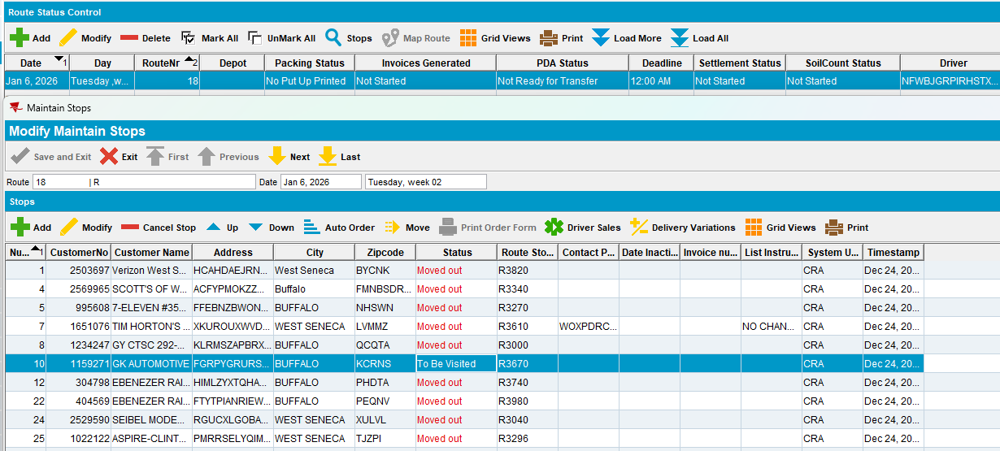 Route Status Control
Add Modify Delete Mark All UnMark All Stops Map Route Grid Views Print Load More Load All
Date 1 Day RouteNr 2 Depot Packing Status Invoices Generated PDA Status Deadline Settlement Status SoilCount Status Driver
Jan 6, 2026 Tuesday ,w... 18 No Put Up Printed Not Started Not Ready for Transfer 12:00 AM Not Started Not Started NFWBJGRPIRHSTX...
Maintain Stops
Modify Maintain Stops
Save and Exit Exit First Previous Next Last
Route 18 | R Date Jan 6, 2026 Tuesday, week 02
Stops
Add Modify Cancel Stop Up Down Auto Order Move Print Order Form Driver Sales Delivery Variations Grid Views Print
Nu... 1 CustomerNo Customer Name Address City Zipcode Status Route Sto... Contact P... Date Inacti... Invoice nu... List Instru... System U... Timestamp
1 2503697 Verizon West S... HCAHDAEJRN... West Seneca BYCNK Moved out R3820 CRA Dec 24, 20...
4 2569965 SCOTT'S OF W... ACFYPMOKZZ... Buffalo FMNBSDR... Moved out R3340 CRA Dec 24, 20...
5 995608 7-ELEVEN #35... FFEBNZBWON... BUFFALO NHSWN Moved out R3270 CRA Dec 24, 20...
7 1651076 TIM HORTON'S ... XKUROUXWVD... WEST SENECA LVMMZ Moved out R3610 WOXPDRC... NO CHAN... CRA Dec 24, 20...
8 1234247 GY CTSC 292-... KLRMSZAPBRX... BUFFALO QCQTA Moved out R3000 CRA Dec 24, 20...
10 1159271 GK AUTOMOTIVE FGRPYGRURS... BUFFALO KCRNS To Be Visited R3670 CRA Dec 24, 20...
12 304798 EBENEZER RAI... HIMLZYXTQHA... BUFFALO PHDTA Moved out R3740 CRA Dec 24, 20...
22 404569 EBENEZER RAI... FTYTPIANRIEW... BUFFALO PEQNV Moved out R3980 CRA Dec 24, 20...
24 2529590 SEIBEL MODE... RGUCXLGOBA... WEST SENECA XULVL Moved out R3040 CRA Dec 24, 20...
25 1022122 ASPIRE-CLINT... PMRRSELYQIM... WEST SENECA TJZPI Moved out R3296 CRA Dec 24, 20...